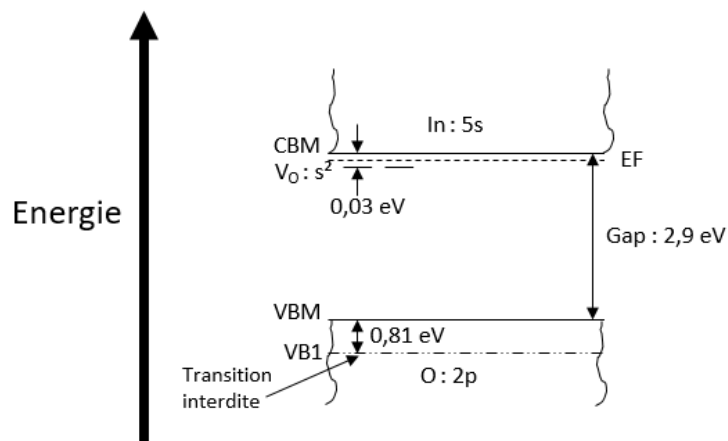 In : 5s
CBM
EF
V₀ : s²
0,03 eV
Energie
Gap : 2,9 eV
VBM
0,81 eV
VB1
Transition
interdite
O : 2p